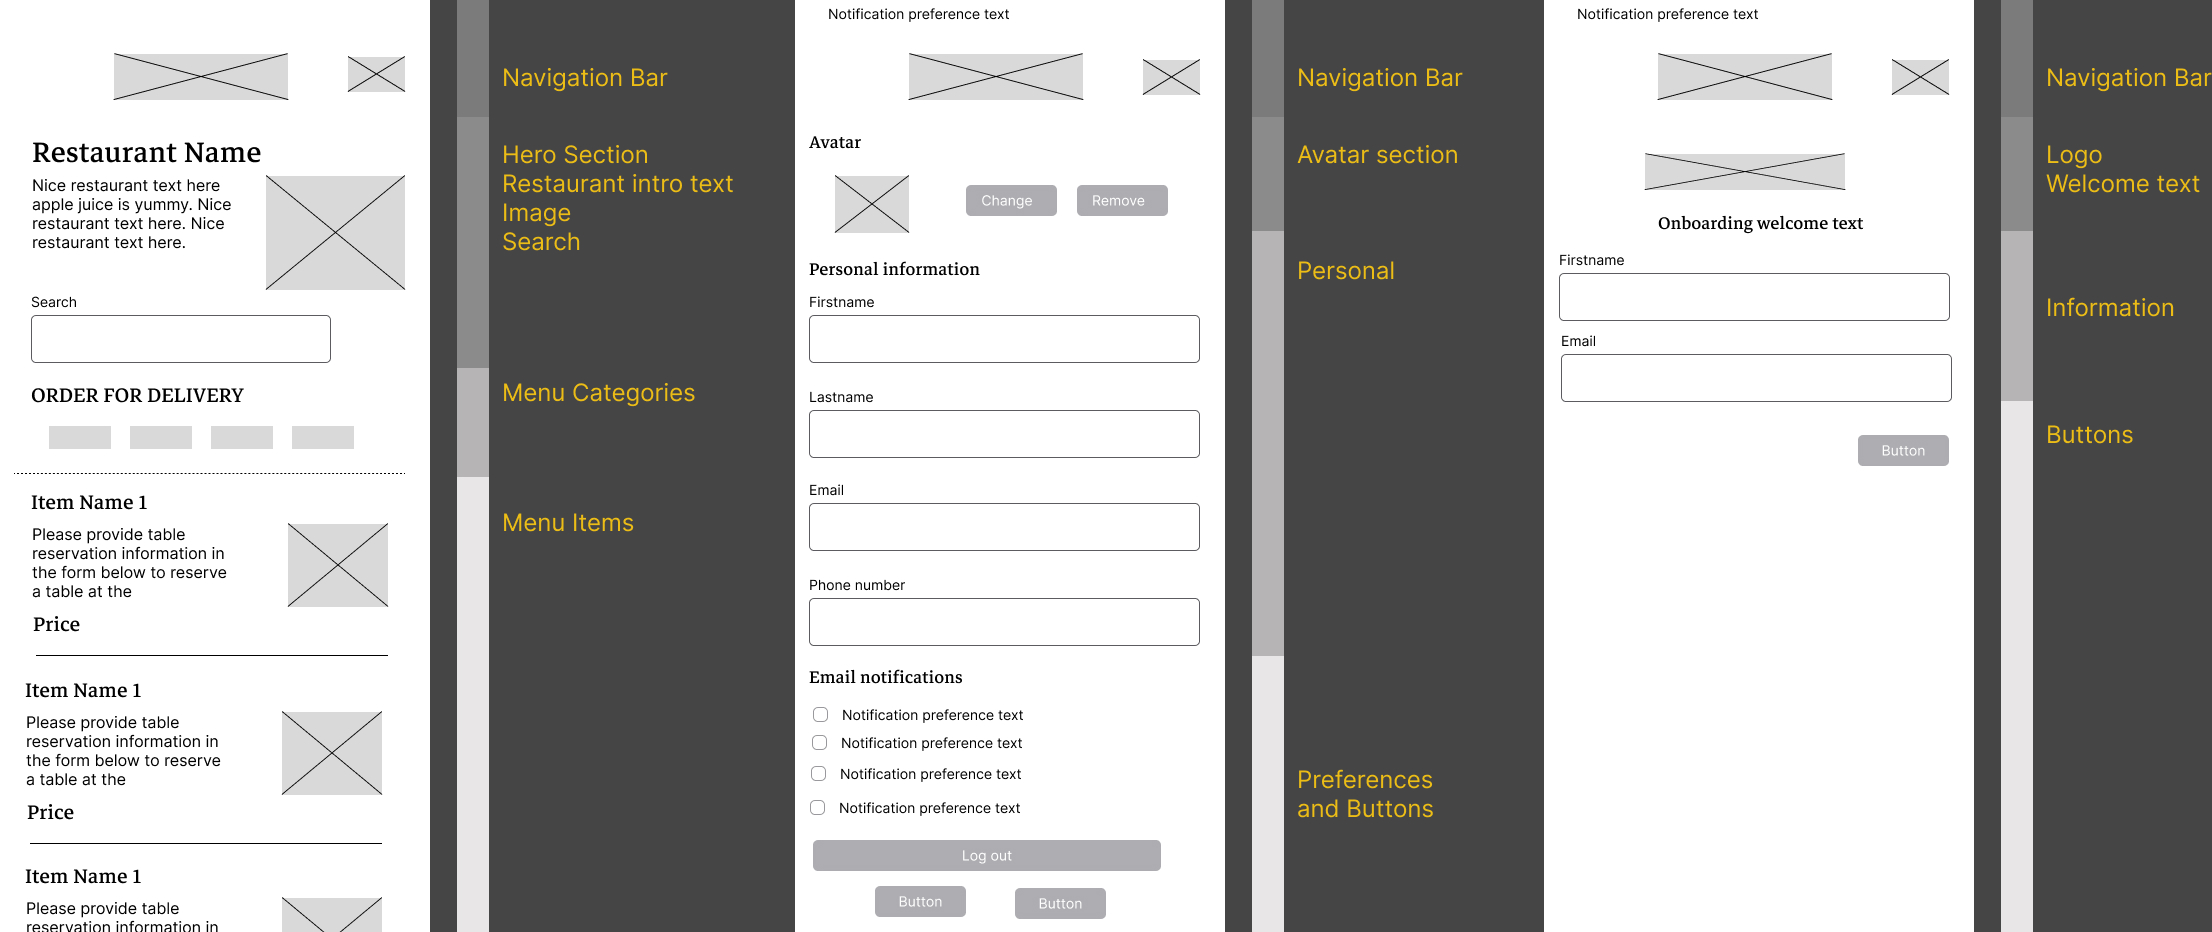 Restaurant Name
Nice restaurant text here
apple juice is yummy. Nice
restaurant text here. Nice
restaurant text here.
Search
ORDER FOR DELIVERY
Item Name 1
Please provide table
reservation information in
the form below to reserve
a table at the
Price
Item Name 1
Please provide table
reservation information in
the form below to reserve
a table at the
Price
Item Name 1
Please provide table
reservation information in
Navigation Bar
Hero Section
Restaurant intro text
Image
Search
Menu Categories
Menu Items
Notification preference text
Avatar
Change
Remove
Personal information
Firstname
Lastname
Email
Phone number
Email notifications
Notification preference text
Notification preference text
Notification preference text
Notification preference text
Log out
Button
Button
Navigation Bar
Avatar section
Personal
Preferences
and Buttons
Notification preference text
Onboarding welcome text
Firstname
Email
Button
Navigation Bar
Logo
Welcome text
Information
Buttons